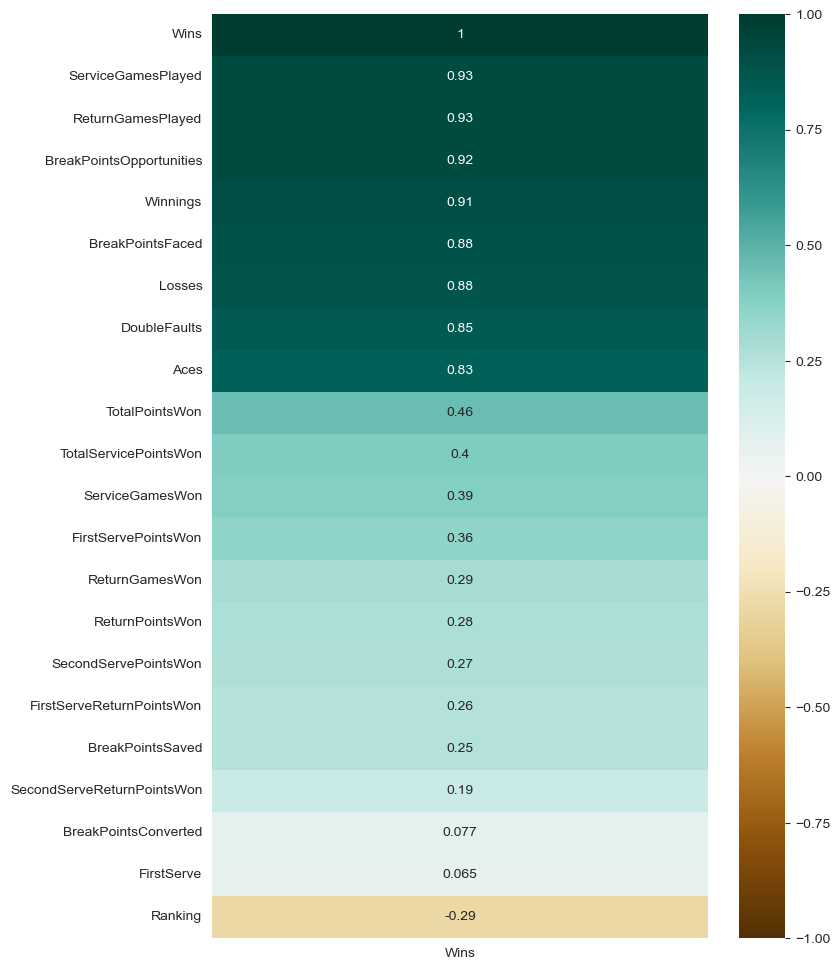 Wins 1
ServiceGamesPlayed 0.93
ReturnGamesPlayed 0.93
BreakPointsOpportunities 0.92
Winnings 0.91
BreakPointsFaced 0.88
Losses 0.88
DoubleFaults 0.85
Aces 0.83
TotalPointsWon 0.46
TotalServicePointsWon 0.4
ServiceGamesWon 0.39
FirstServePointsWon 0.36
ReturnGamesWon 0.29
ReturnPointsWon 0.28
SecondServePointsWon 0.27
FirstServeReturnPointsWon 0.26
BreakPointsSaved 0.25
SecondServeReturnPointsWon 0.19
BreakPointsConverted 0.077
FirstServe 0.065
Ranking -0.29
Wins
1.00
0.75
0.50
0.25
0.00
−0.25
−0.50
−0.75
−1.00